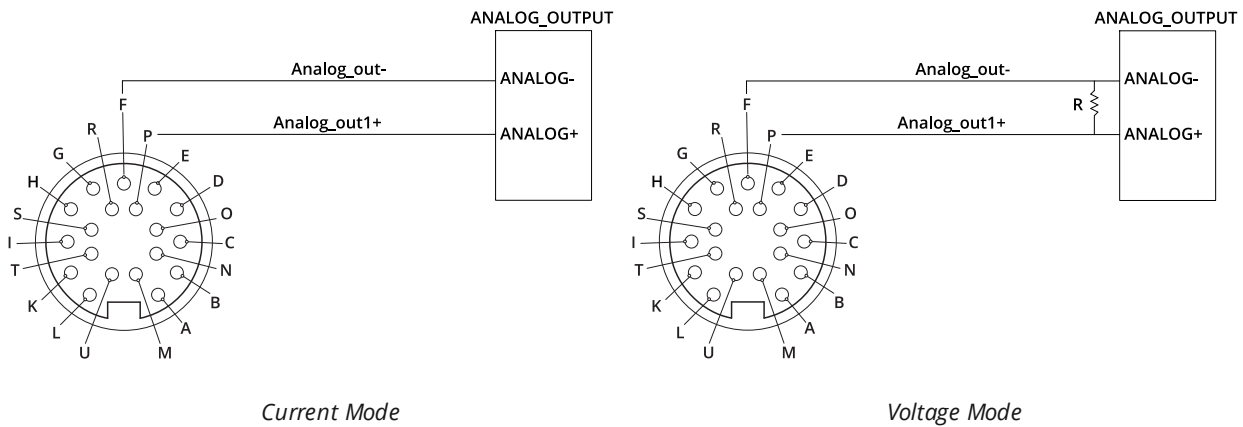 ANALOG_OUTPUT
Analog_out-
ANALOG-
F
Analog_out1+
ANALOG+
R
P
G
E
H
D
S
O
I
C
T
N
K
B
L
A
U
M
Current Mode
ANALOG_OUTPUT
Analog_out-
ANALOG-
R
F
Analog_out1+
ANALOG+
R
P
G
E
H
D
S
O
I
C
T
N
K
B
L
A
U
M
Voltage Mode